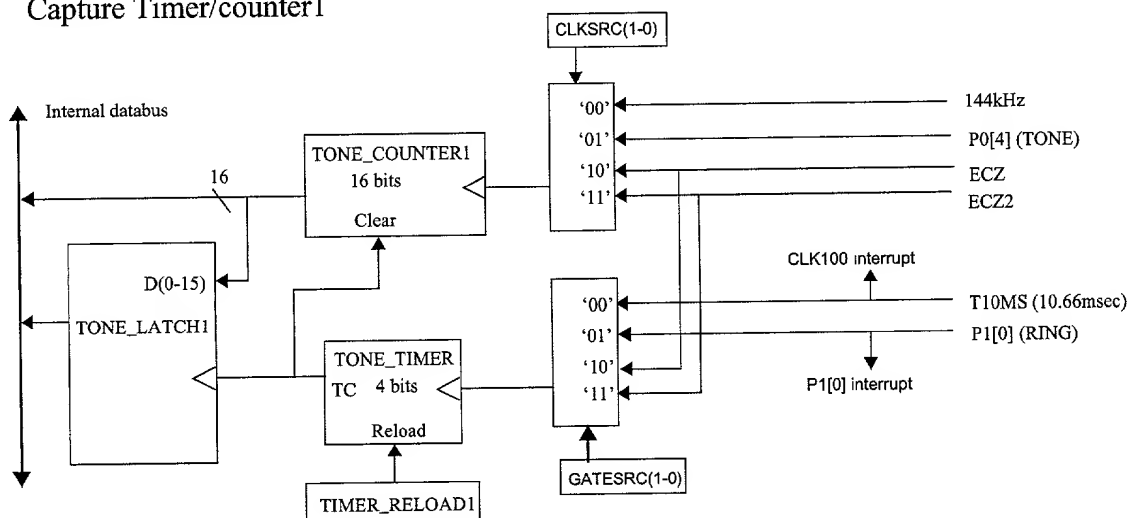 Capture Timer/counter1
CLKSRC(1-0)
Internal databus
16
TONE_COUNTER1
16 bits
Clear
'00'
'01'
'10'
'11'
144kHz
P0[4] (TONE)
ECZ
ECZ2
D(0-15)
TONE_LATCH1
TONE_TIMER
TC 4 bits
Reload
TIMER_RELOAD1
'00'
'01'
'10'
'11'
GATESRC(1-0)
CLK100 interrupt
T10MS (10.66msec)
P1[0] (RING)
P1[0] interrupt